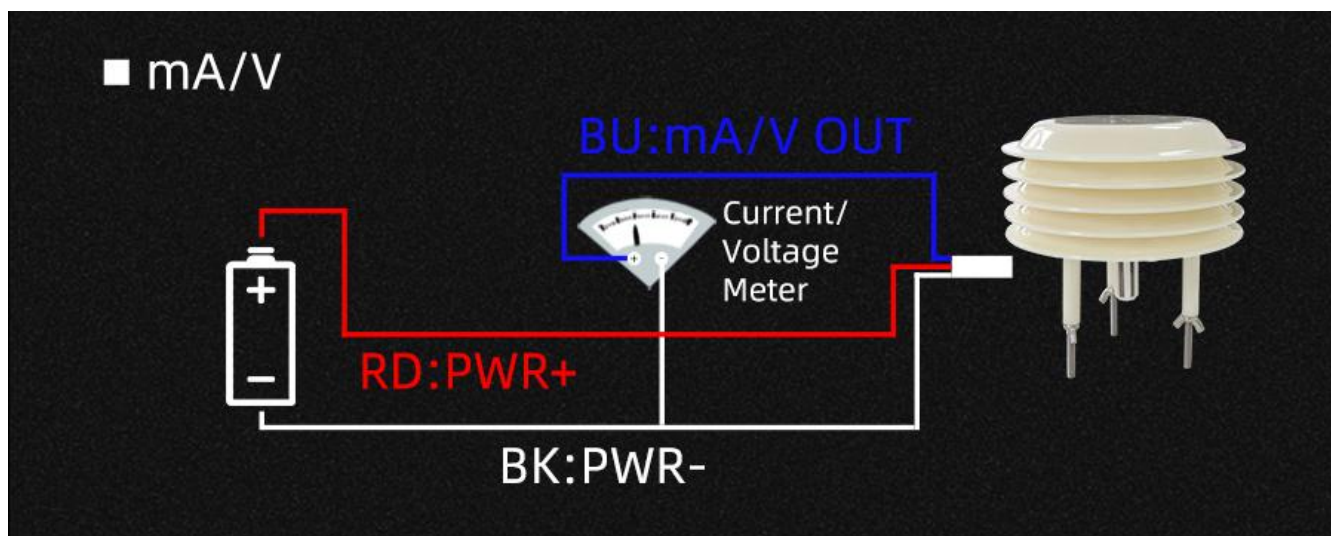 mA/V
BU:mA/V OUT
Current/
Voltage
Meter
RD:PWR+
BK:PWR-